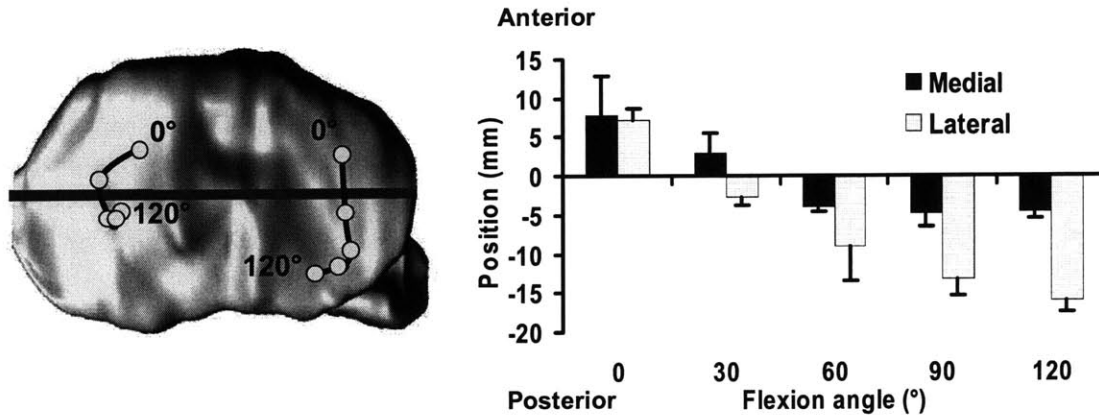 0°
0°
120°
120°
Anterior
15
10
5
0
-5
-10
-15
-20
Position (mm)
Medial
Lateral
0 30 60 90 120
Posterior Flexion angle (°)